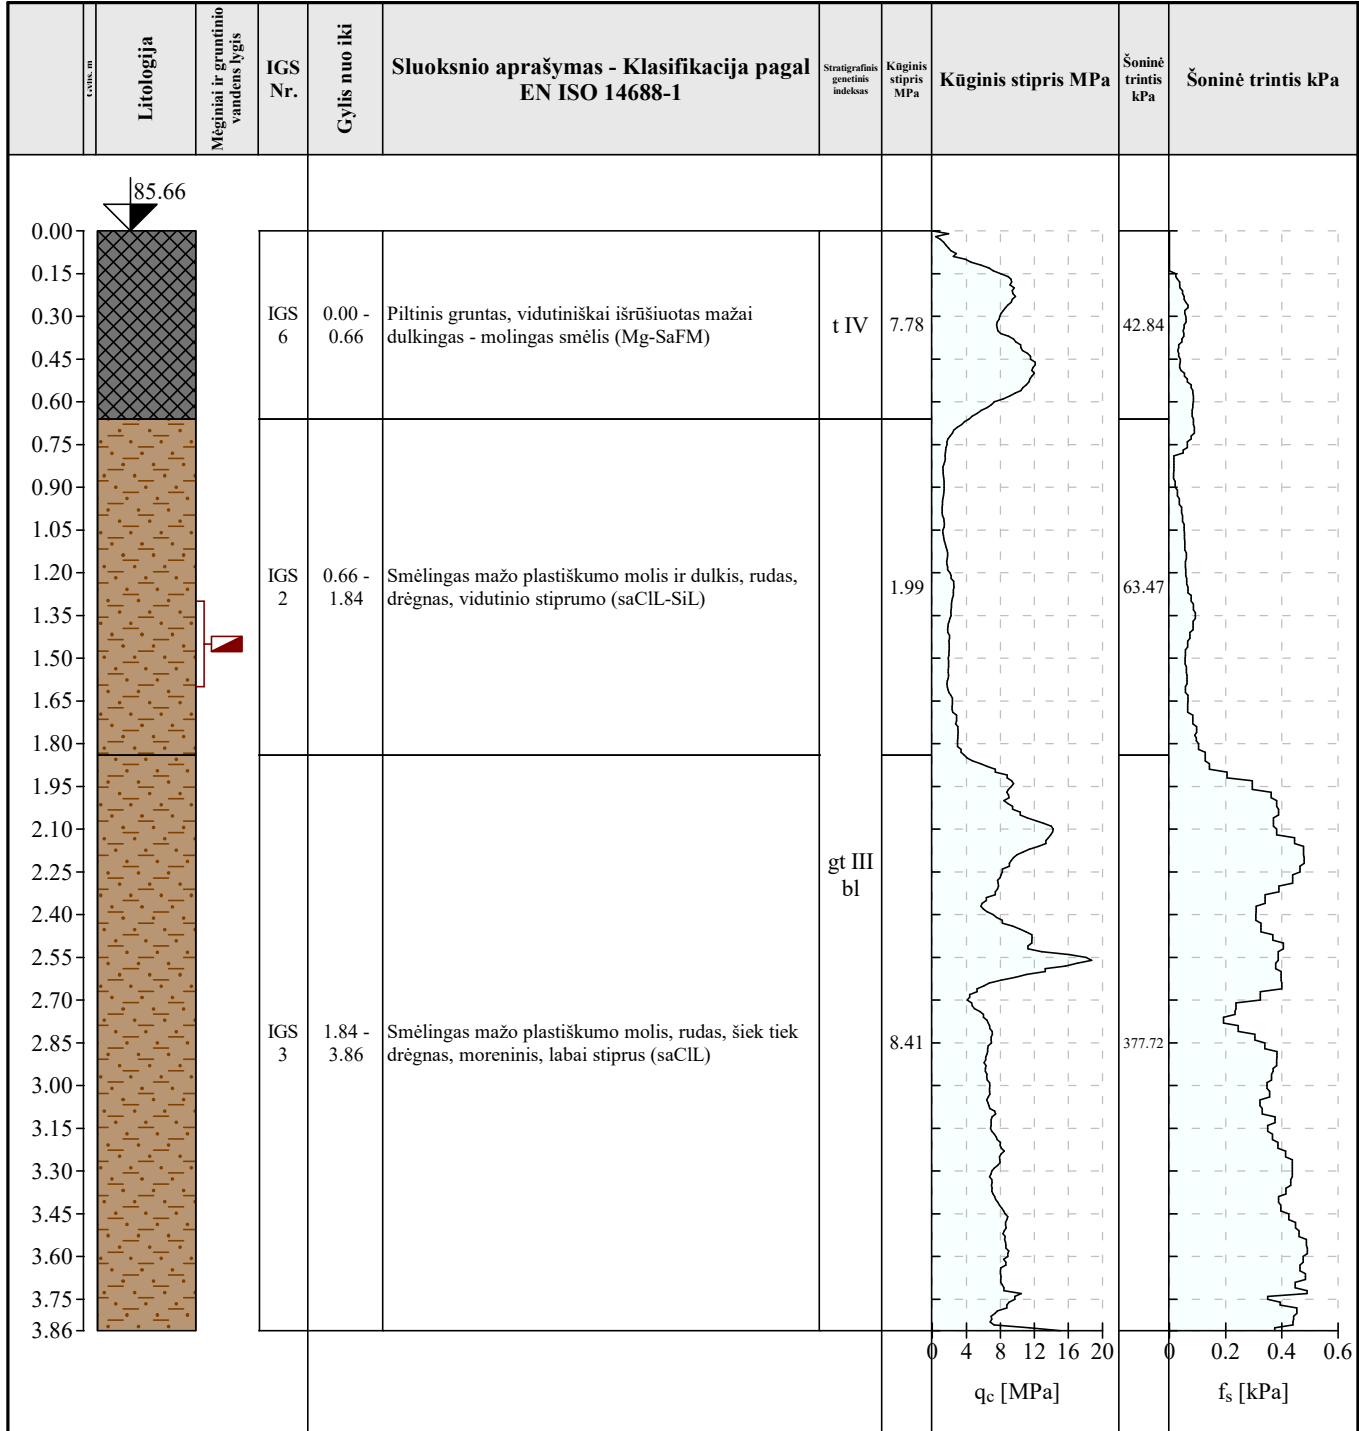 Gylis, m
Litologija
Mėginiai ir gruntinio
vandens lygis
IGS
Nr.
Gylis nuo iki
Sluoksnio aprašymas - Klasifikacija pagal
EN ISO 14688-1
Stratigrafinis
genetinis
indeksas
Kūginis
stipris
MPa
Kūginis stipris MPa
Šoninė
trintis
kPa
Šoninė trintis kPa
85.66
0.00
0.15
0.30
0.45
0.60
0.75
0.90
1.05
1.20
1.35
1.50
1.65
1.80
1.95
2.10
2.25
2.40
2.55
2.70
2.85
3.00
3.15
3.30
3.45
3.60
3.75
3.86
IGS
6
0.00 -
0.66
Piltinis gruntas, vidutiniškai išrūšiuotas mažai
dulkingas - molingas smėlis (Mg-SaFM)
t IV
7.78
42.84
IGS
2
0.66 -
1.84
Smėlingas mažo plastiškumo molis ir dulkis, rudas,
drėgnas, vidutinio stiprumo (saClL-SiL)
1.99
63.47
gt III
bl
IGS
3
1.84 -
3.86
Smėlingas mažo plastiškumo molis, rudas, šiek tiek
drėgnas, moreninis, labai stiprus (saClL)
8.41
377.72
0 4 8 12 16 20
q_c [MPa]
0 0.2 0.4 0.6
f_s [kPa]